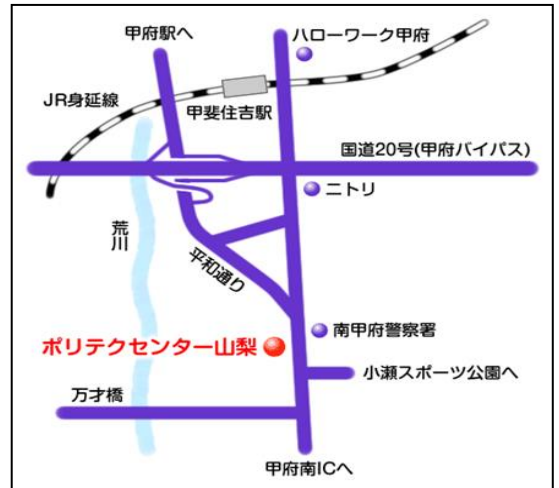 甲府駅へ
ハローワーク甲府
JR身延線
甲斐住吉駅
国道20号(甲府バイパス)
ニトリ
荒川
平和通り
南甲府警察署
ポリテクセンター山梨
小瀬スポーツ公園へ
万才橋
甲府南ICへ